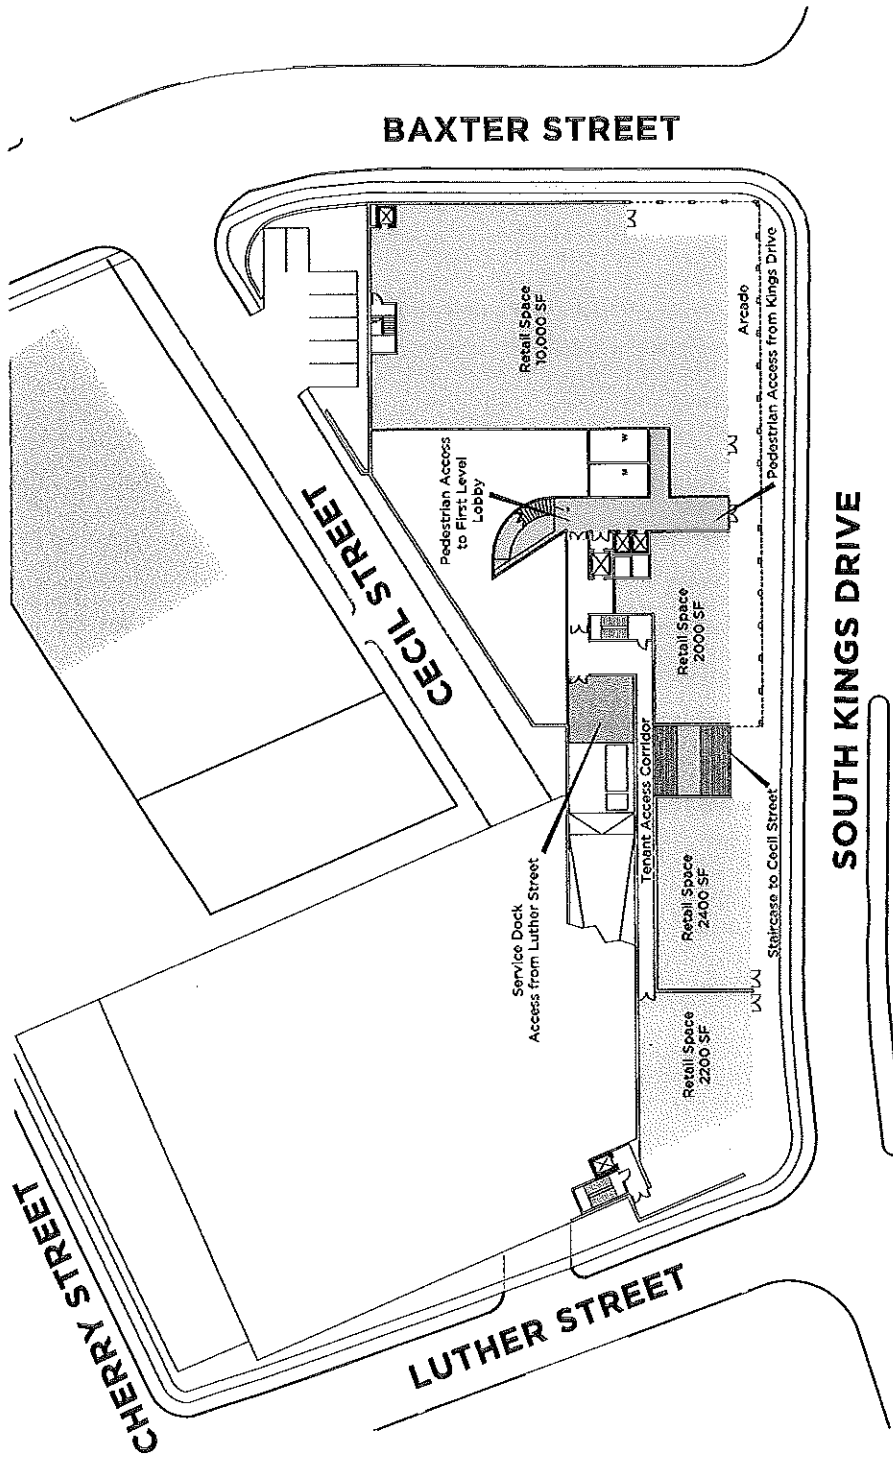 BAXTER STREET
Retail Space
10,000 SF
Arcade
Pedestrian Access from Kings Drive
Pedestrian Access
to First Level
Lobby
M
W
CECIL STREET
Retail Space
2000 SF
SOUTH KINGS DRIVE
Tenant Access Corridor
Staircase to Cecil Street
Service Dock
Access from Luther Street
Retail Space
2400 SF
Retail Space
2200 SF
CHERRY STREET
LUTHER STREET